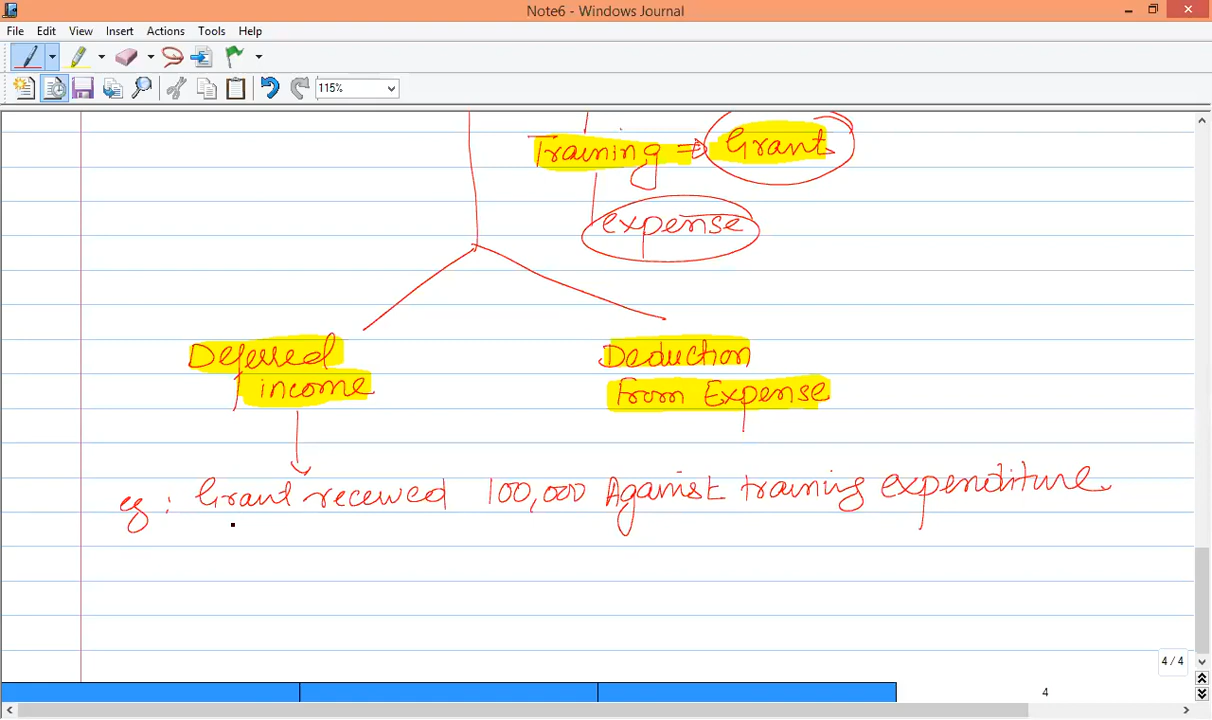 Note6 - Windows Journal
File Edit View Insert Actions Tools Help
115%
Training ⇒ Grant
expense
Deferred
income
Deduction
From Expense
eg : Grant received 100,000 Against training expenditure.
4 / 4
4